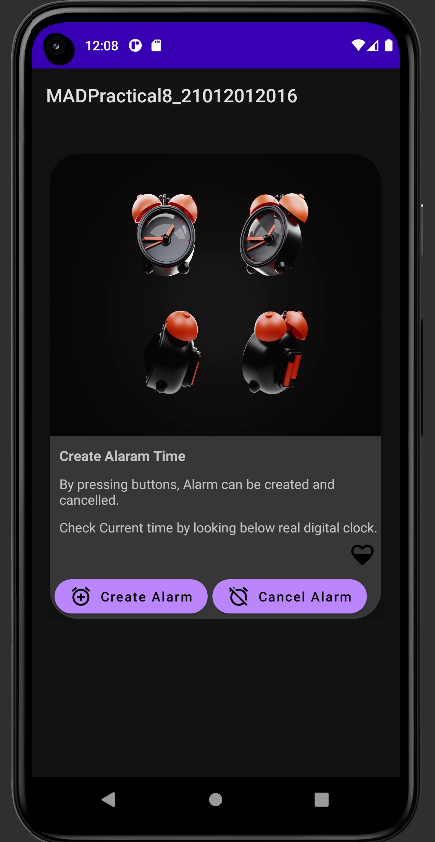 12:08
MADPractical8_21012012016
Create Alaram Time
By pressing buttons, Alarm can be created and
cancelled.
Check Current time by looking below real digital clock.
Create Alarm
Cancel Alarm